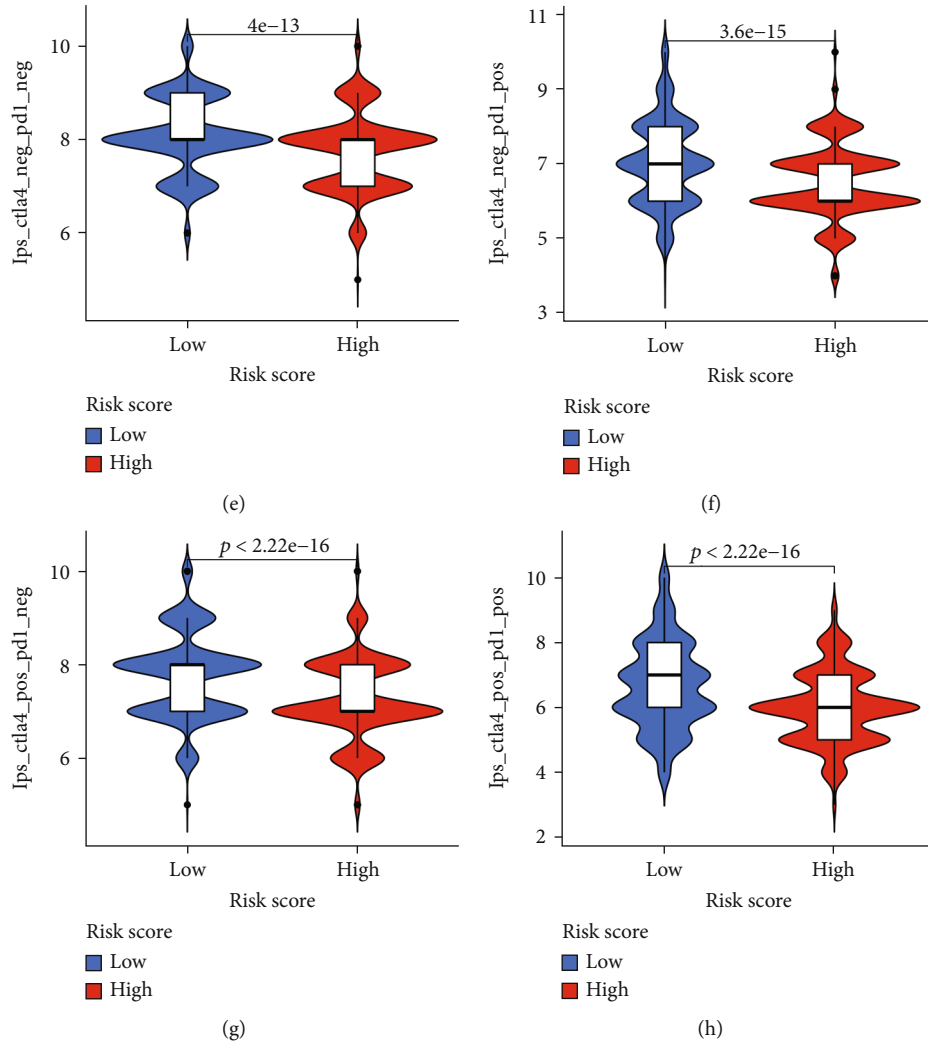 4e−13
Ips_ctla4_neg_pd1_neg
10
8
6
Low
High
Risk score
Risk score
Low
High
(e)
3.6e−15
Ips_ctla4_neg_pd1_pos
11
9
7
5
3
Low
High
Risk score
Risk score
Low
High
(f)
p < 2.22e−16
Ips_ctla4_pos_pd1_neg
10
8
6
Low
High
Risk score
Risk score
Low
High
(g)
p < 2.22e−16
Ips_ctla4_pos_pd1_pos
10
8
6
4
2
Low
High
Risk score
Risk score
Low
High
(h)